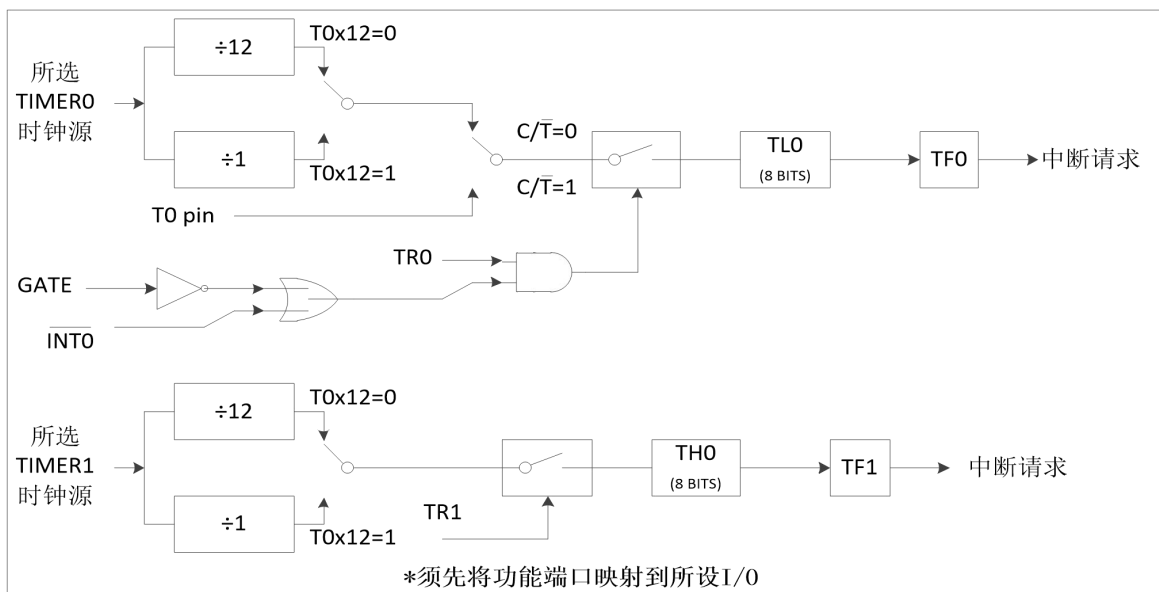 ÷12
T0x12=0
所选
TIMER0
时钟源
÷1
T0x12=1
C/T̅=0
C/T̅=1
TL0
(8 BITS)
TF0
中断请求
T0 pin
TR0
GATE
I̅N̅T̅0̅
÷12
T0x12=0
所选
TIMER1
时钟源
÷1
T0x12=1
TR1
TH0
(8 BITS)
TF1
中断请求
*须先将功能端口映射到所设I/0